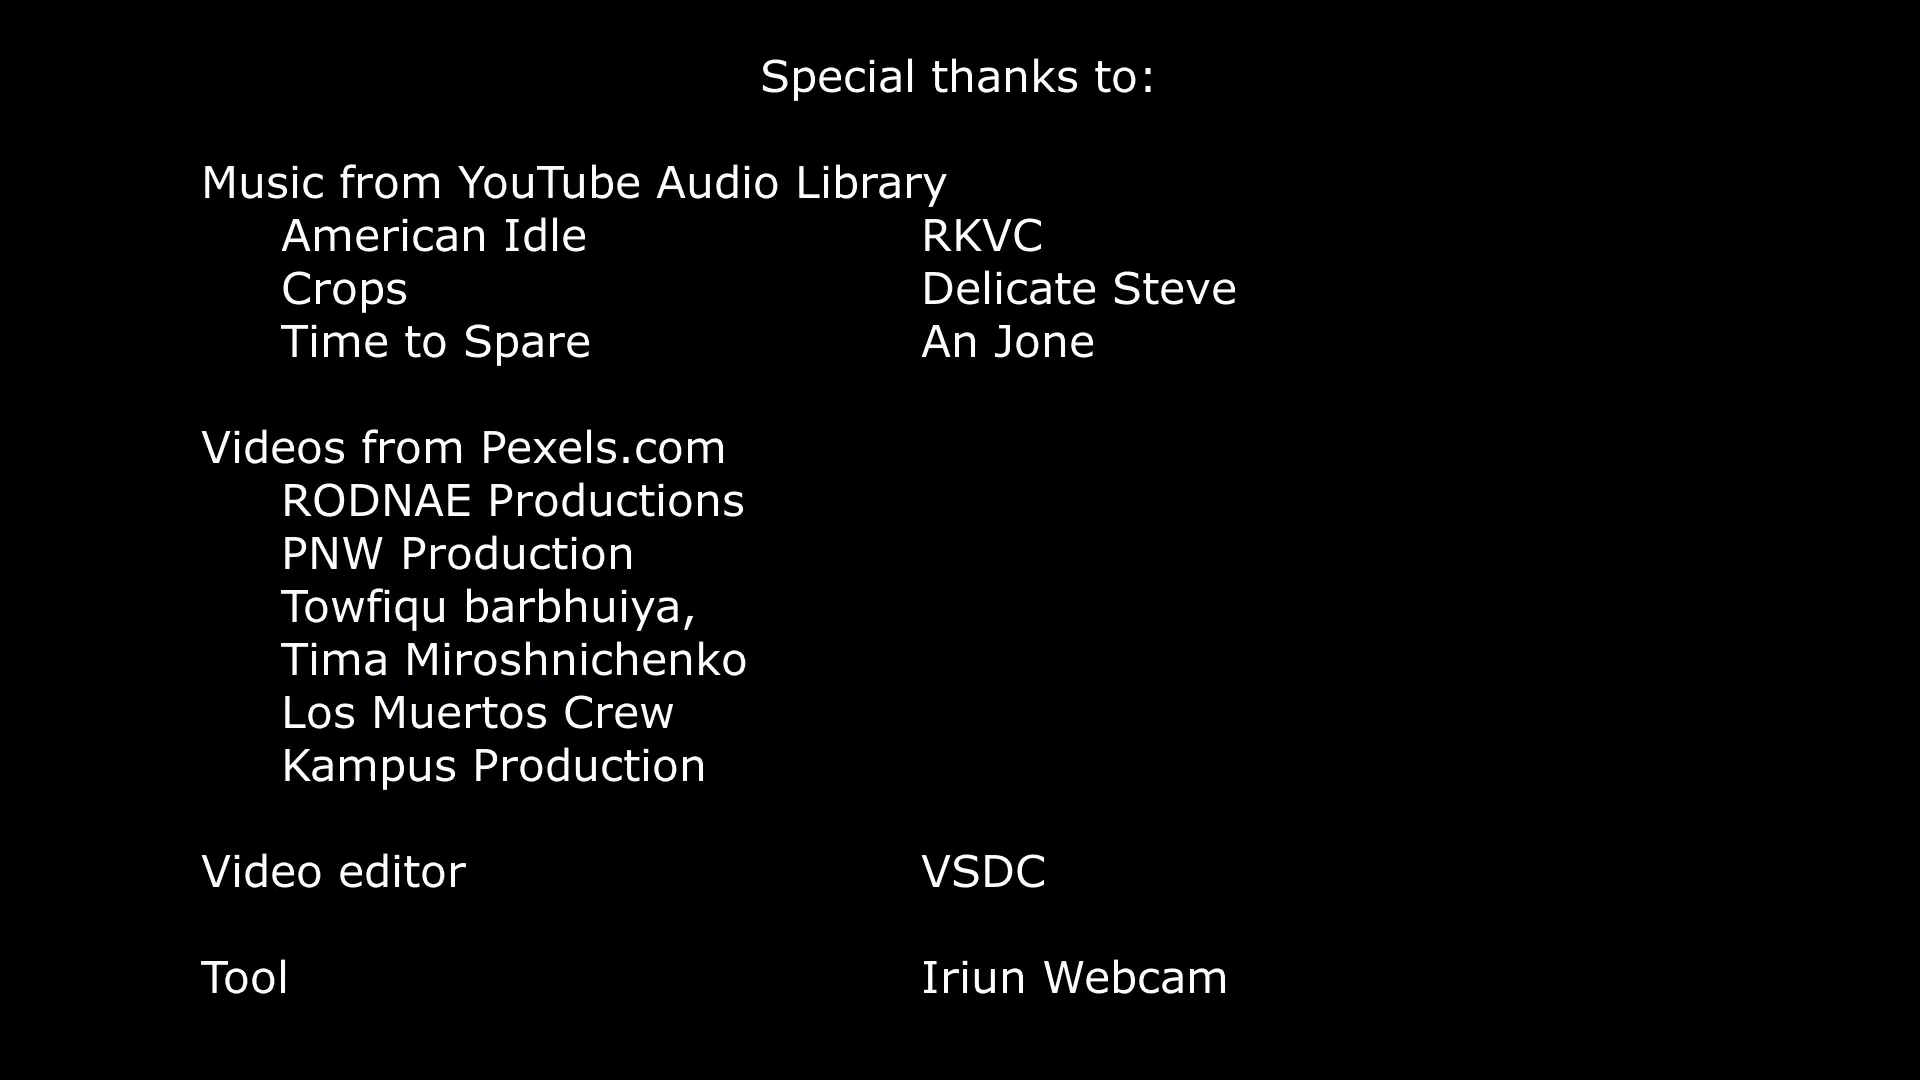 Special thanks to:
Music from YouTube Audio Library
American Idle RKVC
Crops Delicate Steve
Time to Spare An Jone
Videos from Pexels.com
RODNAE Productions
PNW Production
Towfiqu barbhuiya,
Tima Miroshnichenko
Los Muertos Crew
Kampus Production
Video editor VSDC
Tool Iriun Webcam